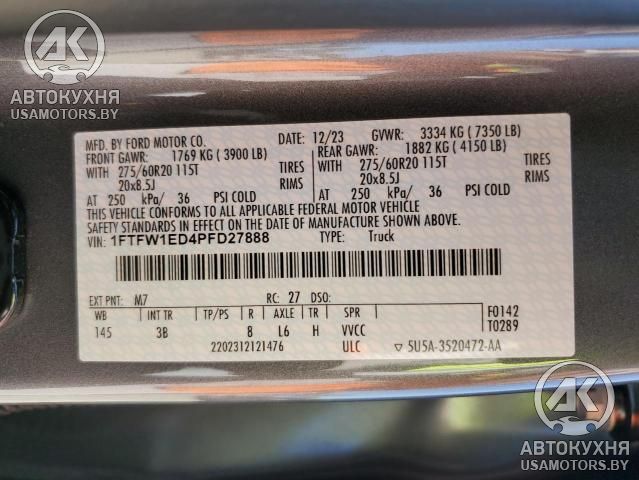 AK
АВТОКУХНЯ
USAMOTORS.BY
MFD. BY FORD MOTOR CO.
DATE: 12/23 GVWR: 3334 KG ( 7350 LB)
FRONT GAWR: 1769 KG ( 3900 LB)
REAR GAWR: 1882 KG ( 4150 LB)
WITH 275/60R20 115T TIRES
WITH 275/60R20 115T TIRES
20x8.5J RIMS
20x8.5J RIMS
AT 250 kPa/ 36 PSI COLD
AT 250 kPa/ 36 PSI COLD
THIS VEHICLE CONFORMS TO ALL APPLICABLE FEDERAL MOTOR VEHICLE
SAFETY STANDARDS IN EFFECT ON THE DATE OF MANUFACTURE SHOWN ABOVE.
VIN: 1FTFW1ED4PFD27888 TYPE: Truck
EXT PNT: M7 RC: 27 DSO:
WB INT TR TP/PS R AXLE TR SPR
F0142
T0289
145 3B 8 L6 H VVCC
2202312121476 ULC ▽ 5U5A-3520472-AA
AK
АВТОКУХНЯ
USAMOTORS.BY